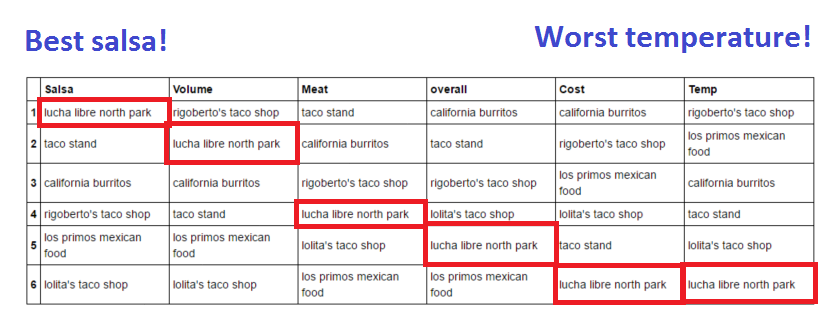 Best salsa!
Worst temperature!
Salsa Volume Meat overall Cost Temp
1 lucha libre north park rigoberto's taco shop taco stand california burritos california burritos rigoberto's taco shop
2 taco stand lucha libre north park california burritos taco stand rigoberto's taco shop los primos mexican food
3 california burritos california burritos rigoberto's taco shop rigoberto's taco shop los primos mexican food california burritos
4 rigoberto's taco shop taco stand lucha libre north park lolita's taco shop lolita's taco shop taco stand
5 los primos mexican food los primos mexican food lolita's taco shop lucha libre north park taco stand lolita's taco shop
6 lolita's taco shop lolita's taco shop los primos mexican food los primos mexican food lucha libre north park lucha libre north park